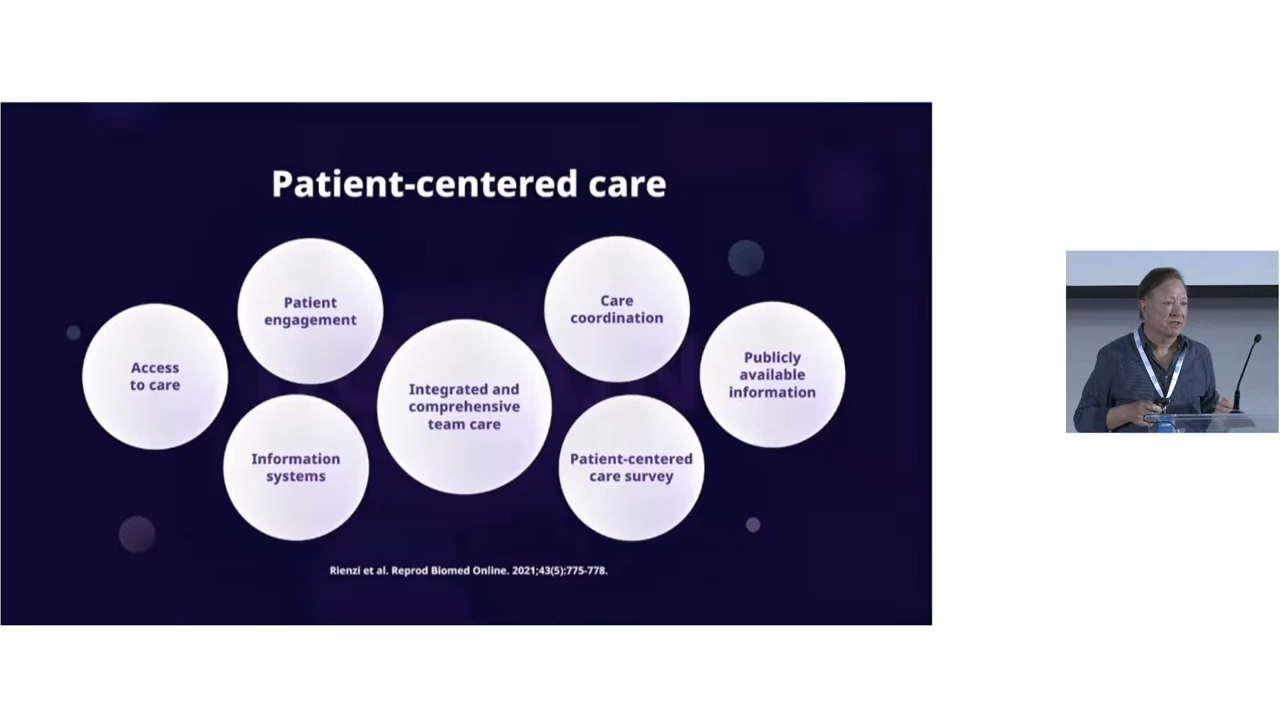 Patient-centered care
Access
to care
Patient
engagement
Information
systems
Integrated and
comprehensive
team care
Care
coordination
Patient-centered
care survey
Publicly
available
information
Rienzi et al. Reprod Biomed Online. 2021;43(5):775-778.